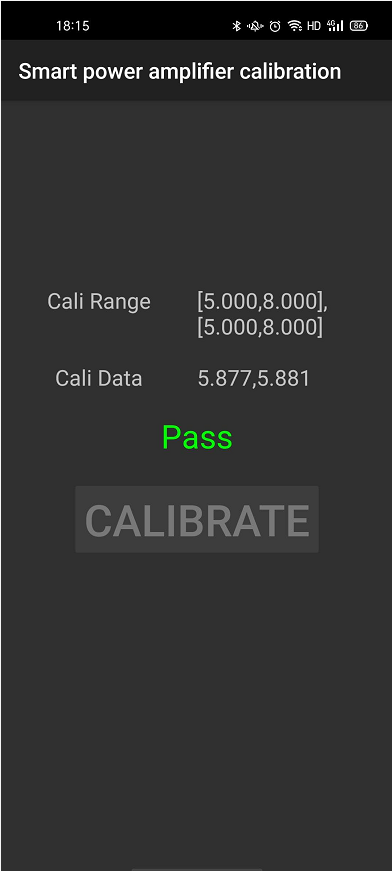 18:15 HD 4G 86
Smart power amplifier calibration
Cali Range [5.000,8.000],
[5.000,8.000]
Cali Data 5.877,5.881
Pass
CALIBRATE